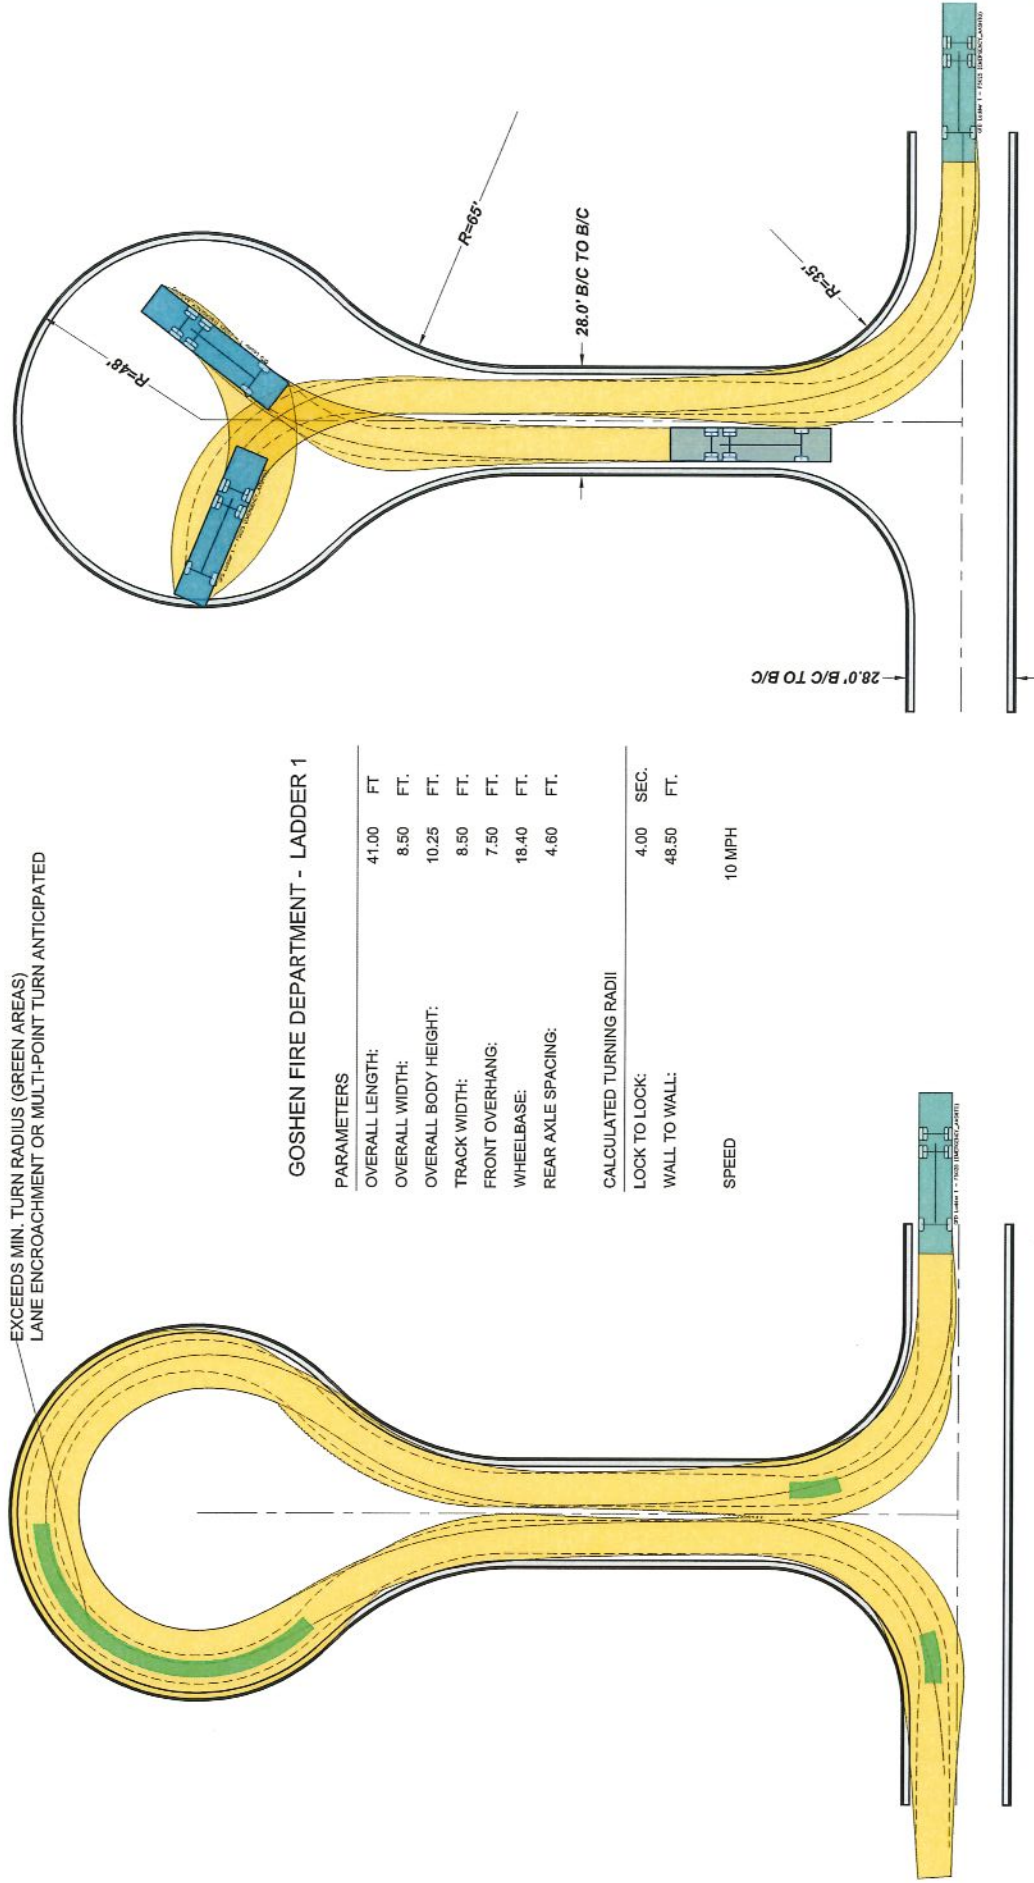 EXCEEDS MIN. TURN RADIUS (GREEN AREAS)
LANE ENCROACHMENT OR MULTI-POINT TURN ANTICIPATED
GOSHEN FIRE DEPARTMENT - LADDER 1
PARAMETERS
OVERALL LENGTH: 41.00 FT
OVERALL WIDTH: 8.50 FT.
OVERALL BODY HEIGHT: 10.25 FT.
TRACK WIDTH: 8.50 FT.
FRONT OVERHANG: 7.50 FT.
WHEELBASE: 18.40 FT.
REAR AXLE SPACING: 4.60 FT.
CALCULATED TURNING RADII
LOCK TO LOCK: 4.00 SEC.
WALL TO WALL: 48.50 FT.
SPEED 10 MPH
R=48'
R=65'
28.0' B/C TO B/C
R=35'
28.0' B/C TO B/C